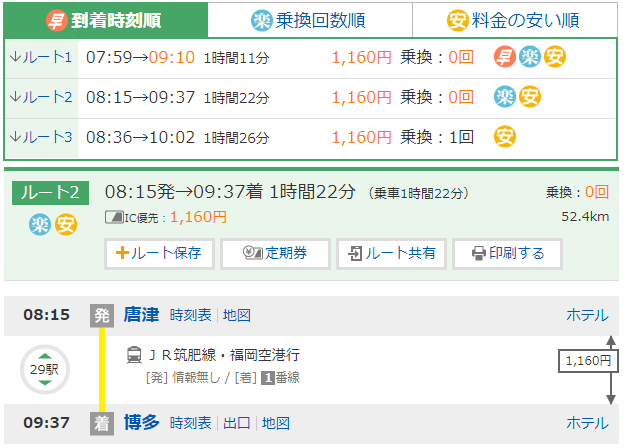 早 到着時刻順 楽 乗換回数順 安 料金の安い順
↓ルート1 07:59→09:10 1時間11分 1,160円 乗換：0回 早 楽 安
↓ルート2 08:15→09:37 1時間22分 1,160円 乗換：0回 楽 安
↓ルート3 08:36→10:02 1時間26分 1,160円 乗換：1回 安
ルート2 08:15発→09:37着 1時間22分 （乗車1時間22分） 乗換：0回
楽 安 IC優先：1,160円 52.4km
ルート保存 定期券 ルート共有 印刷する
08:15 発 唐津 時刻表 地図 ホテル
29駅 ＪＲ筑肥線・福岡空港行 1,160円
[発] 情報無し / [着] 1番線
09:37 着 博多 時刻表 出口 地図 ホテル